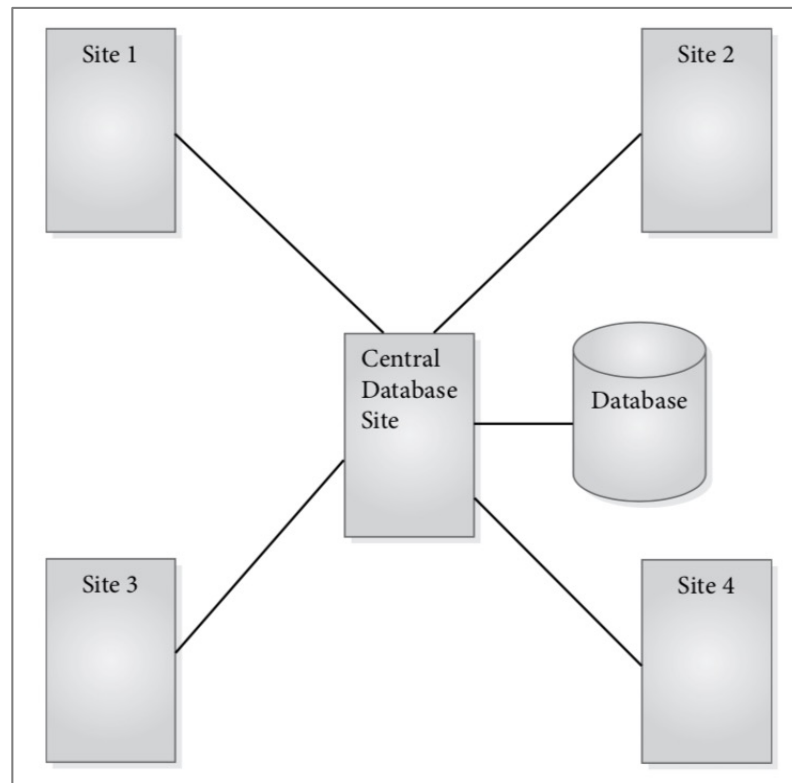 Site 1
Site 2
Central
Database
Site
Database
Site 3
Site 4